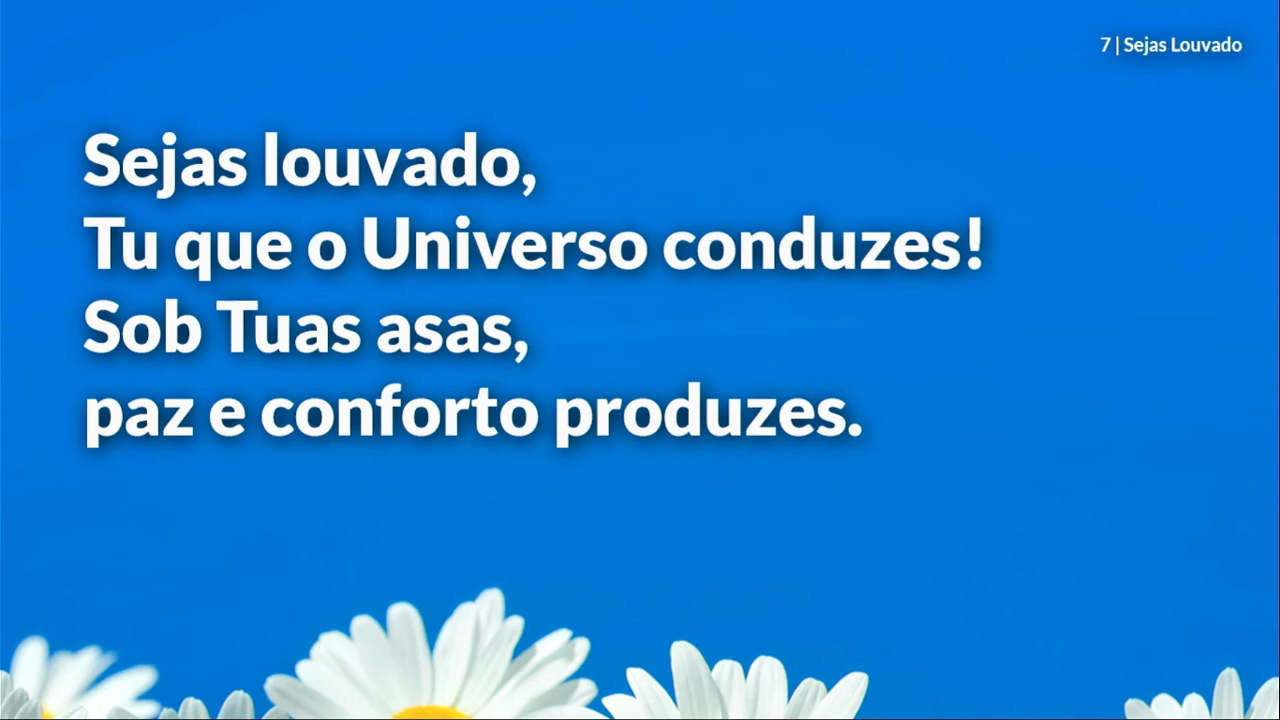 7 | Sejas Louvado
Sejas louvado,
Tu que o Universo conduzes!
Sob Tuas asas,
paz e conforto produzes.